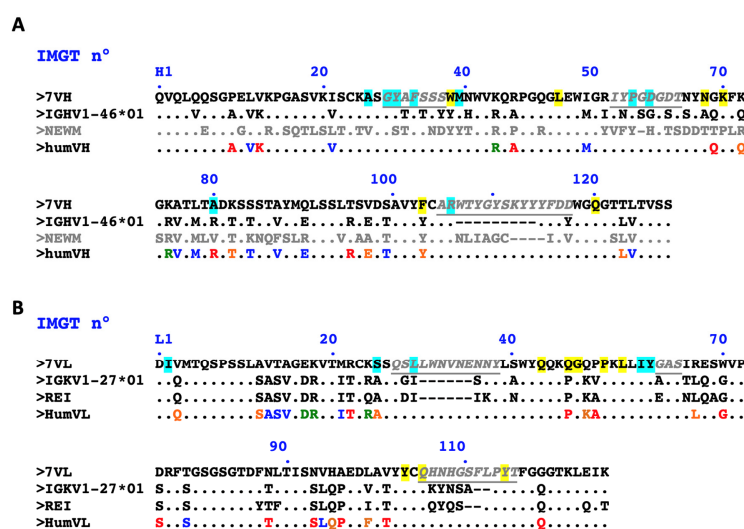 A
IMGT n°
H1 20 40 50 70
>7VH QVQLQQSGPELVKPGASVKISCKASGYAFSSSWMNWVKQRPGQGLEWIGRIYPGDGDTNYNGKFK
>IGHV1-46*01 ....V...A.VK.......V.......T.T.YY.H..R.A.......M.I.N.SG.S.S.AQ..Q
>NEWM ....E....G..R.SQTLSLT.TV..ST..NDYYT..R.P..R......YVFY-H.TSDDTTPLR
>humVH ........A.VK.......V.................R.A.......M.............Q..Q
80 100 120
>7VH GKATLTADKSSSTAYMQLSSLTSVDSAVYFCARWTYGYSKYYYFDDWGQGTTLTVSS
>IGHV1-46*01 .RV.M.R.T.T..V..E....R.E.T...Y...---------...Y.....LV....
>NEWM SRV.MLV.T.KNQFSLR...V.AA.T...Y...NLIAGC----I.V....SLV....
>humVH .RV.M.R.T.T..V..E....R.E.T...Y.....................LV....
B
IMGT n°
L1 20 40 70
>7VL DIVMTQSPSSLAVTAGEKVTMRCKSSQSLLWNVNENNYLSWYQQKQGQPPKLLIYGASIRESWVP
>IGKV1-27*01 ..Q........SASV.DR..IT.RA..GI------S...A.....P.KV......A..TLQ.G..
>REI ..Q........SASV.DR..IT.QA..DI------IK..N.....P.KA......E..NLQAG..
>HumVL ..Q........SASV.DR..IT.RA....................P.KA..........L..G..
90 110
>7VL DRFTGSGSGTDFNLTISNVHAEDLAVYYCQHNHGSFLPYTFGGGTKLEIK
>IGKV1-27*01 S..S........T....SLQP..V.T....KYNSA--.....Q.......
>REI S..S.......YTF...SLQP..I.T....QYQS--......Q....Q.T
>HumVL S..S........T....SLQP..F.T................Q.......